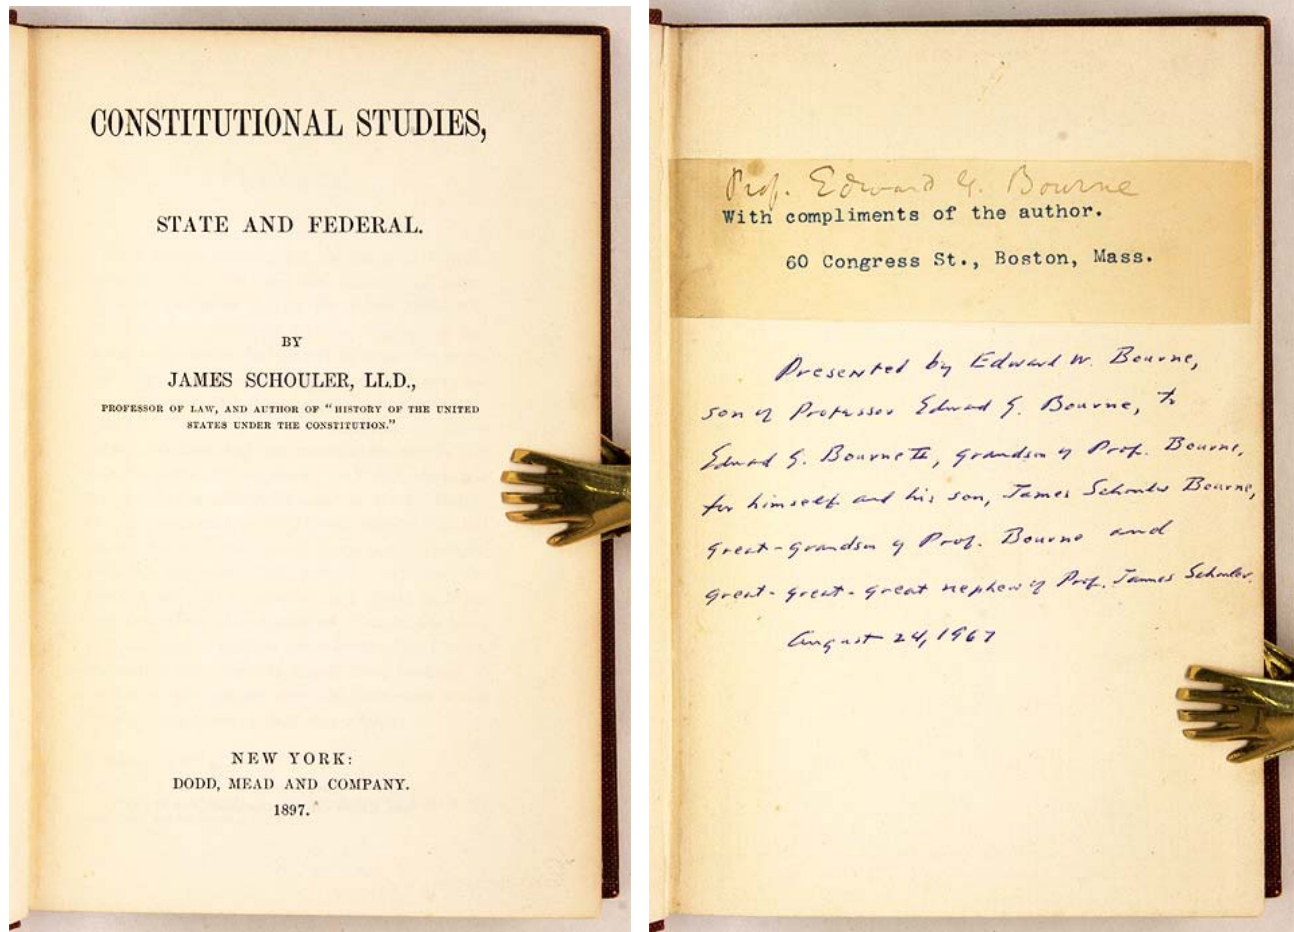 CONSTITUTIONAL STUDIES,
STATE AND FEDERAL.
BY
JAMES SCHOULER, LL.D.,
PROFESSOR OF LAW, AND AUTHOR OF "HISTORY OF THE UNITED
STATES UNDER THE CONSTITUTION."
NEW YORK:
DODD, MEAD AND COMPANY.
1897.
Prof. Edward G. Bourne
With compliments of the author.
60 Congress St., Boston, Mass.
Presented by Edward W. Bourne,
son of Professor Edward G. Bourne, to
Edward G. Bourne II, grandson of Prof. Bourne,
for himself and his son, James Schouler Bourne,
great-grandson of Prof. Bourne and
great-great-great nephew of Prof. James Schouler.
August 24, 1967